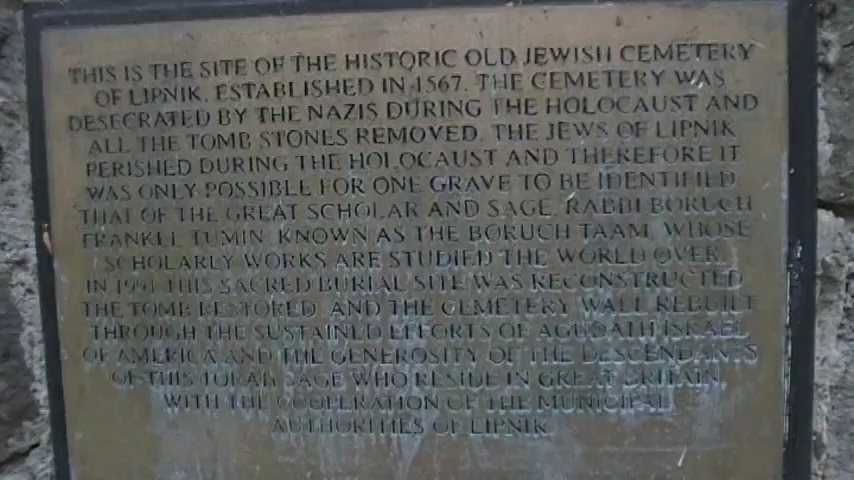 THIS IS THE SITE OF THE HISTORIC OLD JEWISH CEMETERY
OF LIPNIK, ESTABLISHED IN 1567. THE CEMETERY WAS
DESECRATED BY THE NAZIS DURING THE HOLOCAUST AND
ALL THE TOMB STONES REMOVED. THE JEWS OF LIPNIK
PERISHED DURING THE HOLOCAUST AND THEREFORE IT
WAS ONLY POSSIBLE FOR ONE GRAVE TO BE IDENTIFIED
THAT OF THE GREAT SCHOLAR AND SAGE, RABBI BORUCH
FRANKEL TUMIN, KNOWN AS THE BORUCH TAAM, WHOSE
SCHOLARLY WORKS ARE STUDIED THE WORLD OVER.
IN 1991 THIS SACRED BURIAL SITE WAS RECONSTRUCTED
THE TOMB RESTORED, AND THE CEMETERY WALL REBUILT
THROUGH THE SUSTAINED EFFORTS OF AGUDATH ISRAEL
OF AMERICA AND THE GENEROSITY OF THE DESCENDANTS
OF THIS TORAH SAGE WHO RESIDE IN GREAT BRITAIN,
WITH THE COOPERATION OF THE MUNICIPAL
AUTHORITIES OF LIPNIK.